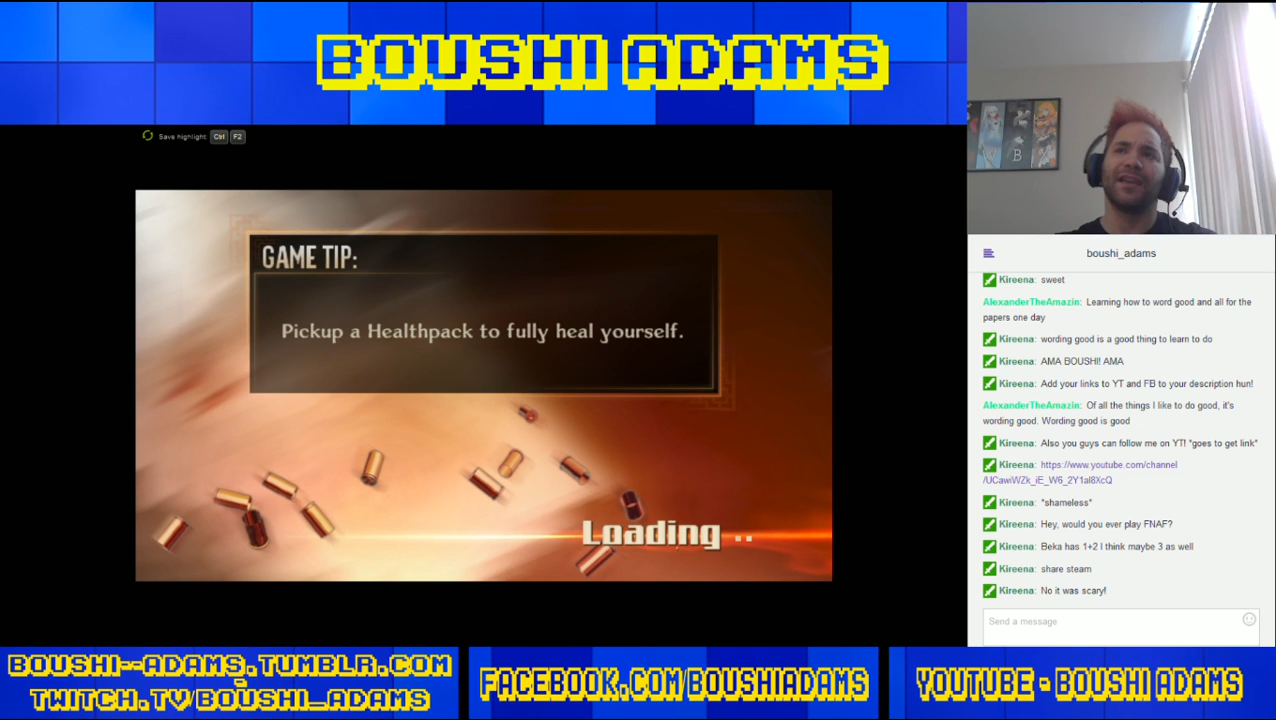 BOUSHI ADAMS
Save highlight: Ctrl F2
GAME TIP:
Pickup a Healthpack to fully heal yourself.
Loading ..
B
boushi_adams
Kireena: sweet
AlexanderTheAmazin: Learning how to word good and all for the
papers one day
Kireena: wording good is a good thing to learn to do
Kireena: AMA BOUSHI! AMA
Kireena: Add your links to YT and FB to your description hun!
AlexanderTheAmazin: Of all the things I like to do good, it's
wording good. Wording good is good
Kireena: Also you guys can follow me on YT! *goes to get link*
Kireena: https://www.youtube.com/channel
/UCawiWZk_iE_W6_2Y1al8XcQ
Kireena: *shameless*
Kireena: Hey, would you ever play FNAF?
Kireena: Beka has 1+2 I think maybe 3 as well
Kireena: share steam
Kireena: No it was scary!
Send a message
BOUSHI--ADAMS.TUMBLR.COM
-
TWITCH.TV/BOUSHI_ADAMS
FACEBOOK.COM/BOUSHIADAMS
YOUTUBE - BOUSHI ADAMS